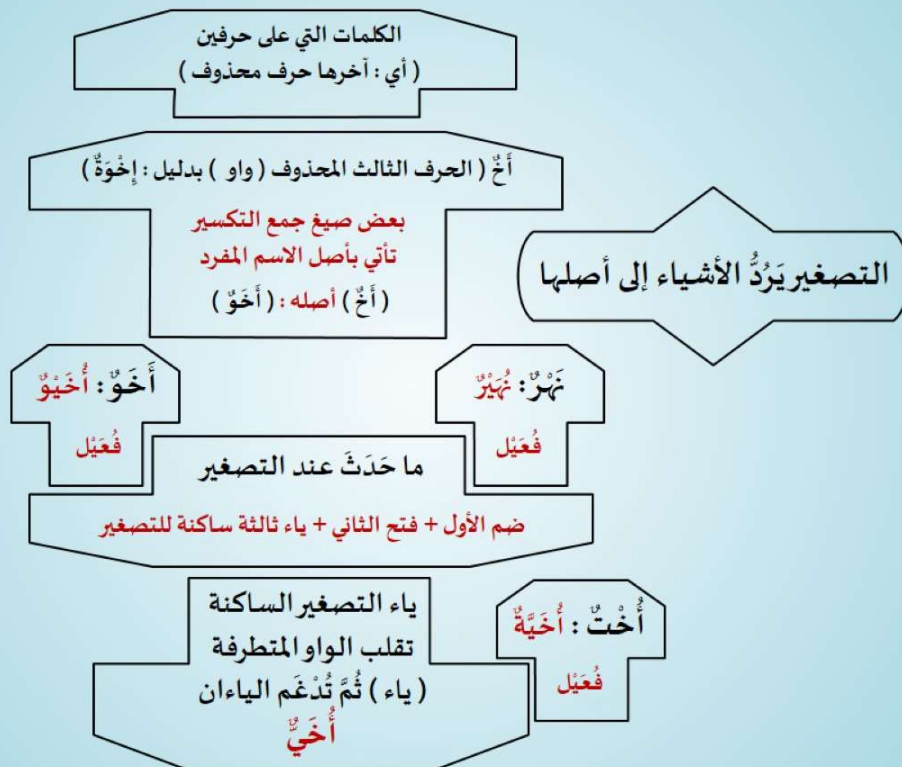 الكلمات التي على حرفين
( أي : آخرها حرف محذوف )
أَخٌ ( الحرف الثالث المحذوف ( واو ) بدليل : إِخْوَةٌ )
بعض صيغ جمع التكسير
تأتي بأصل الاسم المفرد
( أَخٌ ) أصله : ( أَخَوٌ )
التصغير يَرُدُّ الأشياء إلى أصلها
نَهْرٌ : نُهَيْرٌ
فُعَيْل
أَخَوٌ : أُخَيْوٌ
فُعَيْل
ما حَدَثَ عند التصغير
ضم الأول + فتح الثاني + ياء ثالثة ساكنة للتصغير
أُخْتٌ : أُخَيَّةٌ
فُعَيْل
ياء التصغير الساكنة
تقلب الواو المتطرفة
( ياء ) ثُمَّ تُدْغَم الياءان
أُخَيٌّ